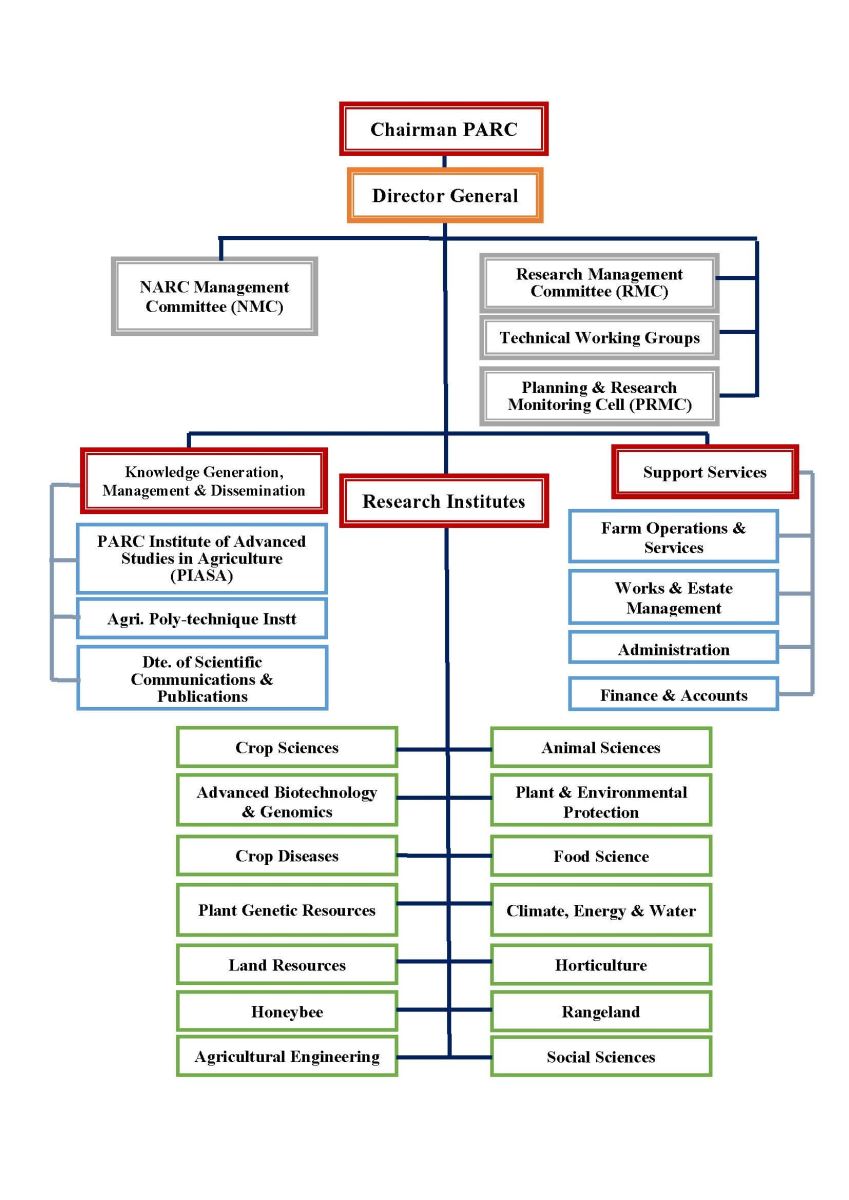 Chairman PARC
Director General
NARC Management
Committee (NMC)
Research Management
Committee (RMC)
Technical Working Groups
Planning & Research
Monitoring Cell (PRMC)
Knowledge Generation,
Management & Dissemination
Research Institutes
Support Services
PARC Institute of Advanced
Studies in Agriculture
(PIASA)
Agri. Poly-technique Instt
Dte. of Scientific
Communications &
Publications
Farm Operations &
Services
Works & Estate
Management
Administration
Finance & Accounts
Crop Sciences
Animal Sciences
Advanced Biotechnology
& Genomics
Plant & Environmental
Protection
Crop Diseases
Food Science
Plant Genetic Resources
Climate, Energy & Water
Land Resources
Horticulture
Honeybee
Rangeland
Agricultural Engineering
Social Sciences